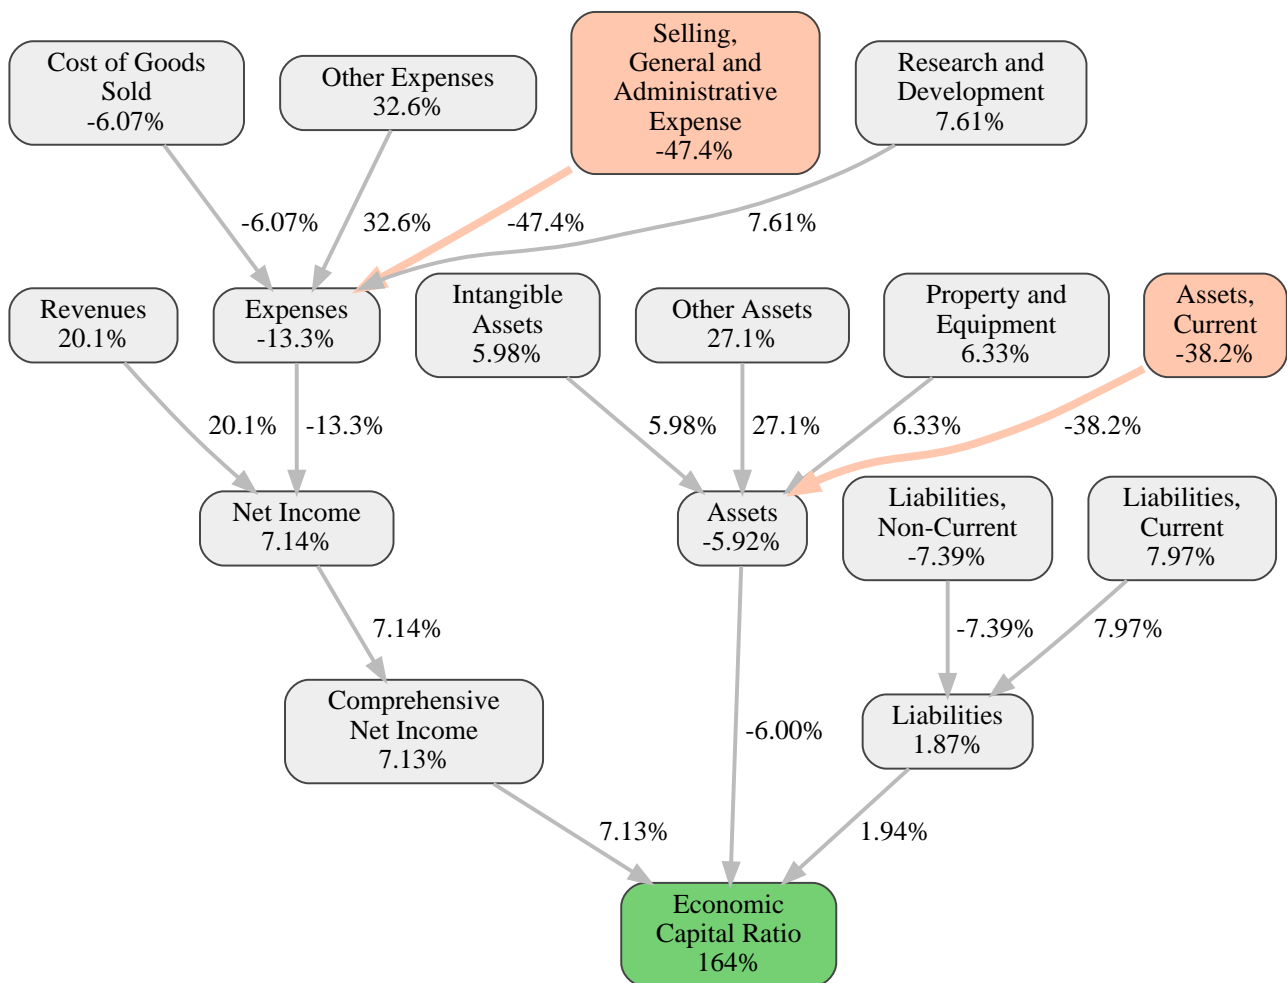 Cost of Goods
Sold
-6.07%
Other Expenses
32.6%
Selling,
General and
Administrative
Expense
-47.4%
Research and
Development
7.61%
-6.07%
32.6%
-47.4%
7.61%
Revenues
20.1%
Expenses
-13.3%
Intangible
Assets
5.98%
Other Assets
27.1%
Property and
Equipment
6.33%
Assets,
Current
-38.2%
20.1%
-13.3%
5.98%
27.1%
6.33%
-38.2%
Net Income
7.14%
Assets
-5.92%
Liabilities,
Non-Current
-7.39%
Liabilities,
Current
7.97%
7.14%
-7.39%
7.97%
Comprehensive
Net Income
7.13%
-6.00%
Liabilities
1.87%
7.13%
1.94%
Economic
Capital Ratio
164%